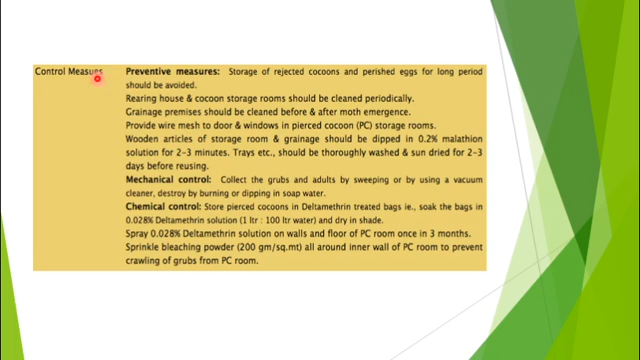 Control Measues
Preventive measures: Storage of rejected cocoons and perished eggs for long period
should be avoided.
Rearing house & cocoon storage rooms should be cleaned periodically.
Grainage premises should be cleaned before & after moth emergence.
Provide wire mesh to door & windows in pierced cocoon (PC) storage rooms.
Wooden articles of storage room & grainage should be dipped in 0.2% malathion
solution for 2-3 minutes. Trays etc., should be thoroughly washed & sun dried for 2-3
days before reusing.
Mechanical control: Collect the grubs and adults by sweeping or by using a vacuum
cleaner, destroy by burning or dipping in soap water.
Chemical control: Store pierced cocoons in Deltamethrin treated bags ie., soak the bags in
0.028% Deltamethrin solution (1 ltr : 100 ltr water) and dry in shade.
Spray 0.028% Deltamethrin solution on walls and floor of PC room once in 3 months.
Sprinkle bleaching powder (200 gm/sq.mt) all around inner wall of PC room to prevent
crawling of grubs from PC room.